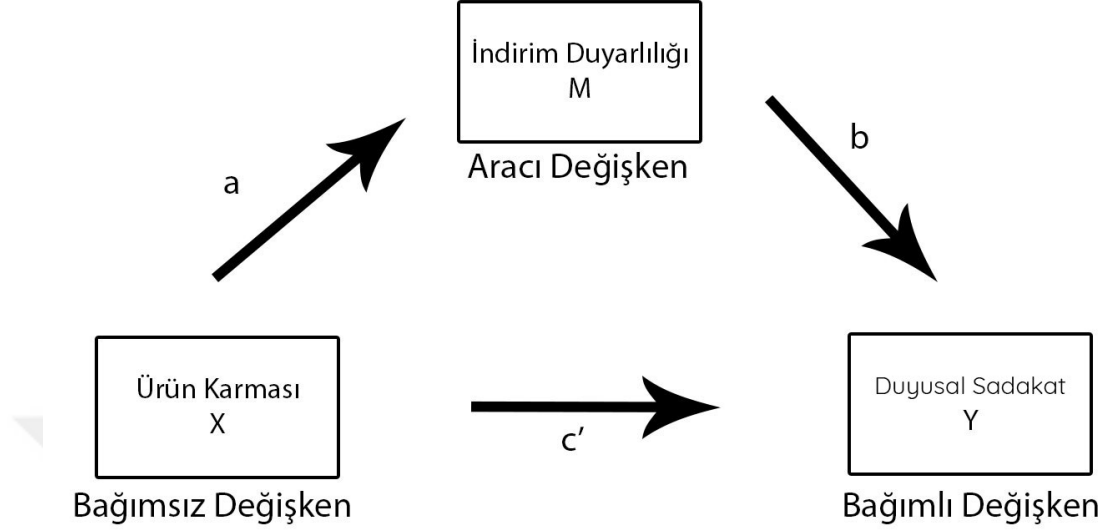 İndirim Duyarlılığı
M
Aracı Değişken
a
b
Ürün Karması
X
Bağımsız Değişken
c'
Duyusal Sadakat
Y
Bağımlı Değişken